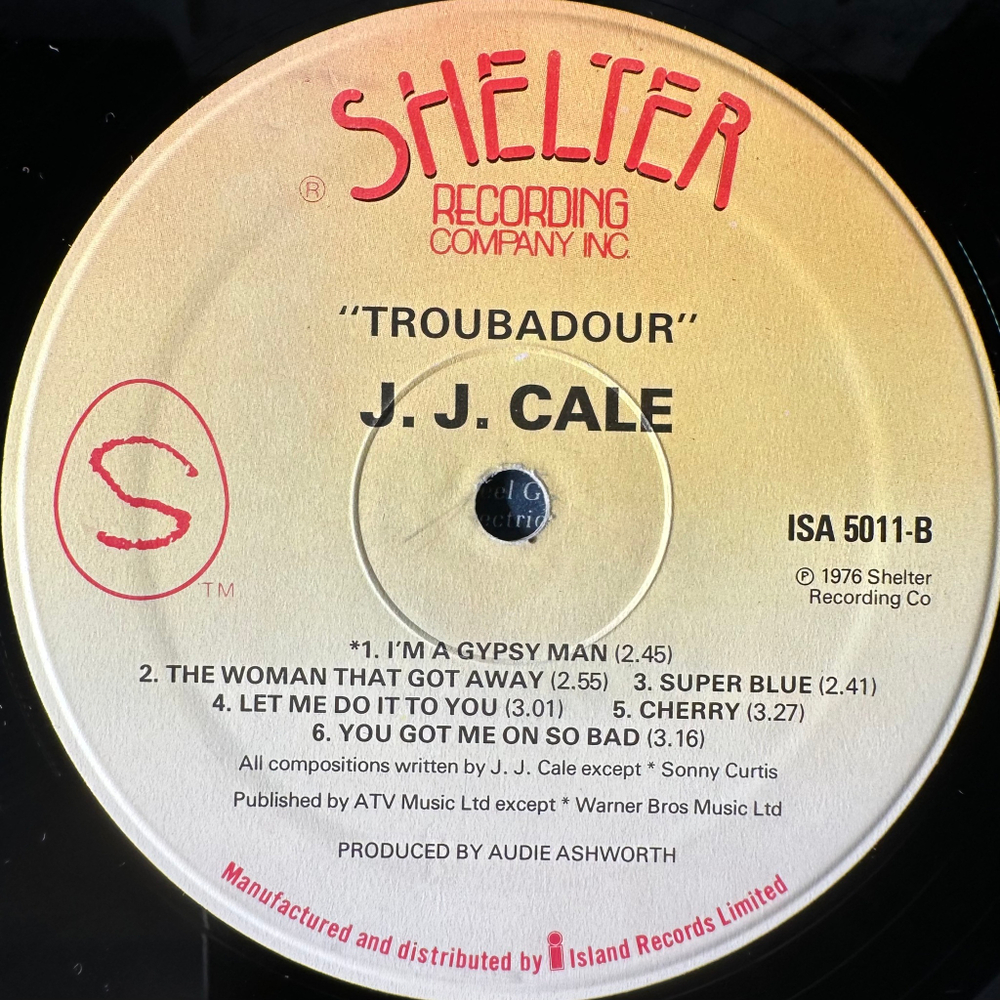 SHELTER
®
RECORDING
COMPANY INC.
"TROUBADOUR"
J. J. CALE
S
TM
el G
ectric
ISA 5011-B
℗ 1976 Shelter
Recording Co
*1. I'M A GYPSY MAN (2.45)
2. THE WOMAN THAT GOT AWAY (2.55) 3. SUPER BLUE (2.41)
4. LET ME DO IT TO YOU (3.01) 5. CHERRY (3.27)
6. YOU GOT ME ON SO BAD (3.16)
All compositions written by J. J. Cale except * Sonny Curtis
Published by ATV Music Ltd except * Warner Bros Music Ltd
PRODUCED BY AUDIE ASHWORTH
Manufactured and distributed by i Island Records Limited